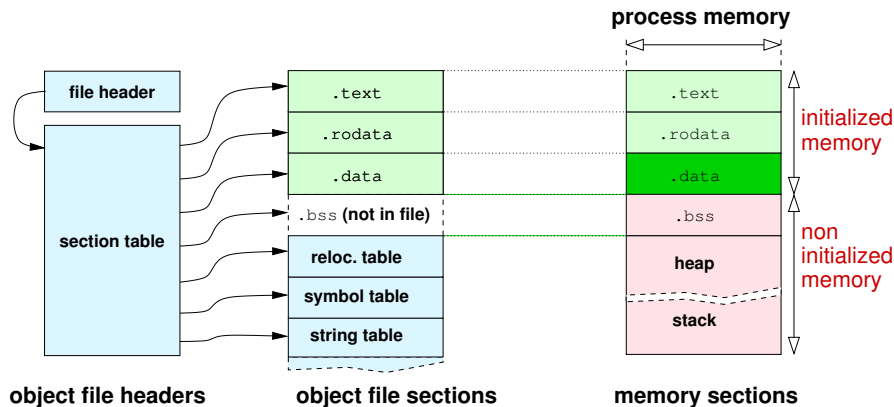 process memory
file header
section table
.text
.rodata
.data
.bss (not in file)
reloc. table
symbol table
string table
.text
.rodata
.data
.bss
heap
stack
initialized
memory
non
initialized
memory
object file headers
object file sections
memory sections